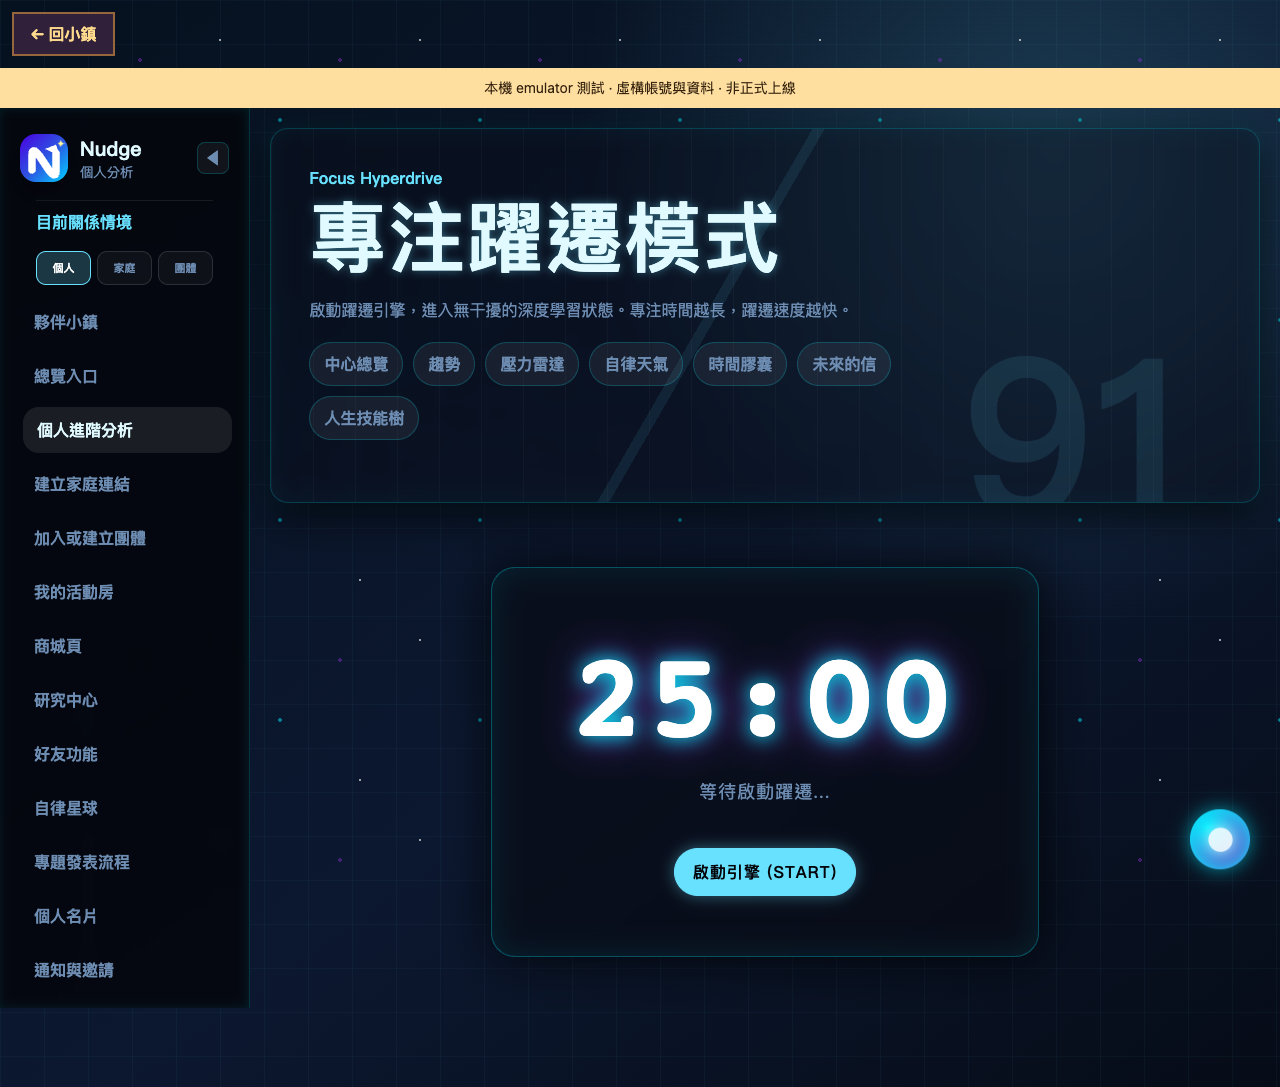 ← 回小鎮
本機 emulator 測試 · 虛構帳號與資料 · 非正式上線
Nudge
個人分析
目前關係情境
個人 家庭 團體
夥伴小鎮
總覽入口
個人進階分析
建立家庭連結
加入或建立團體
我的活動房
商城頁
研究中心
好友功能
自律星球
專題發表流程
個人名片
通知與邀請
Focus Hyperdrive
專注躍遷模式
啟動躍遷引擎，進入無干擾的深度學習狀態。專注時間越長，躍遷速度越快。
中心總覽 趨勢 壓力雷達 自律天氣 時間膠囊 未來的信
人生技能樹
91
25:00
等待啟動躍遷...
啟動引擎 (START)